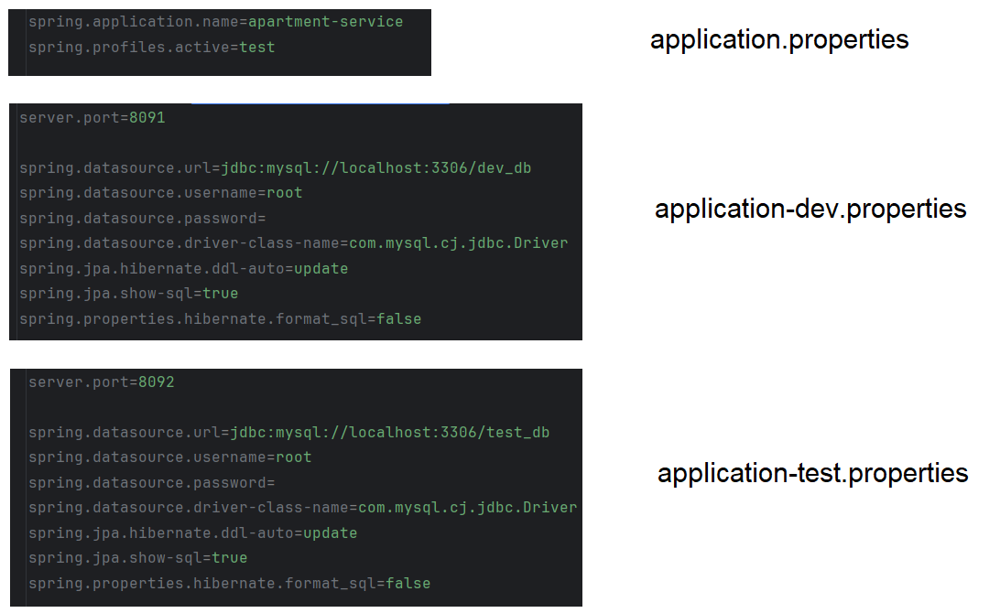 spring.application.name=apartment-service
spring.profiles.active=test
application.properties
server.port=8091
spring.datasource.url=jdbc:mysql://localhost:3306/dev_db
spring.datasource.username=root
spring.datasource.password=
spring.datasource.driver-class-name=com.mysql.cj.jdbc.Driver
spring.jpa.hibernate.ddl-auto=update
spring.jpa.show-sql=true
spring.properties.hibernate.format_sql=false
application-dev.properties
server.port=8092
spring.datasource.url=jdbc:mysql://localhost:3306/test_db
spring.datasource.username=root
spring.datasource.password=
spring.datasource.driver-class-name=com.mysql.cj.jdbc.Driver
spring.jpa.hibernate.ddl-auto=update
spring.jpa.show-sql=true
spring.properties.hibernate.format_sql=false
application-test.properties